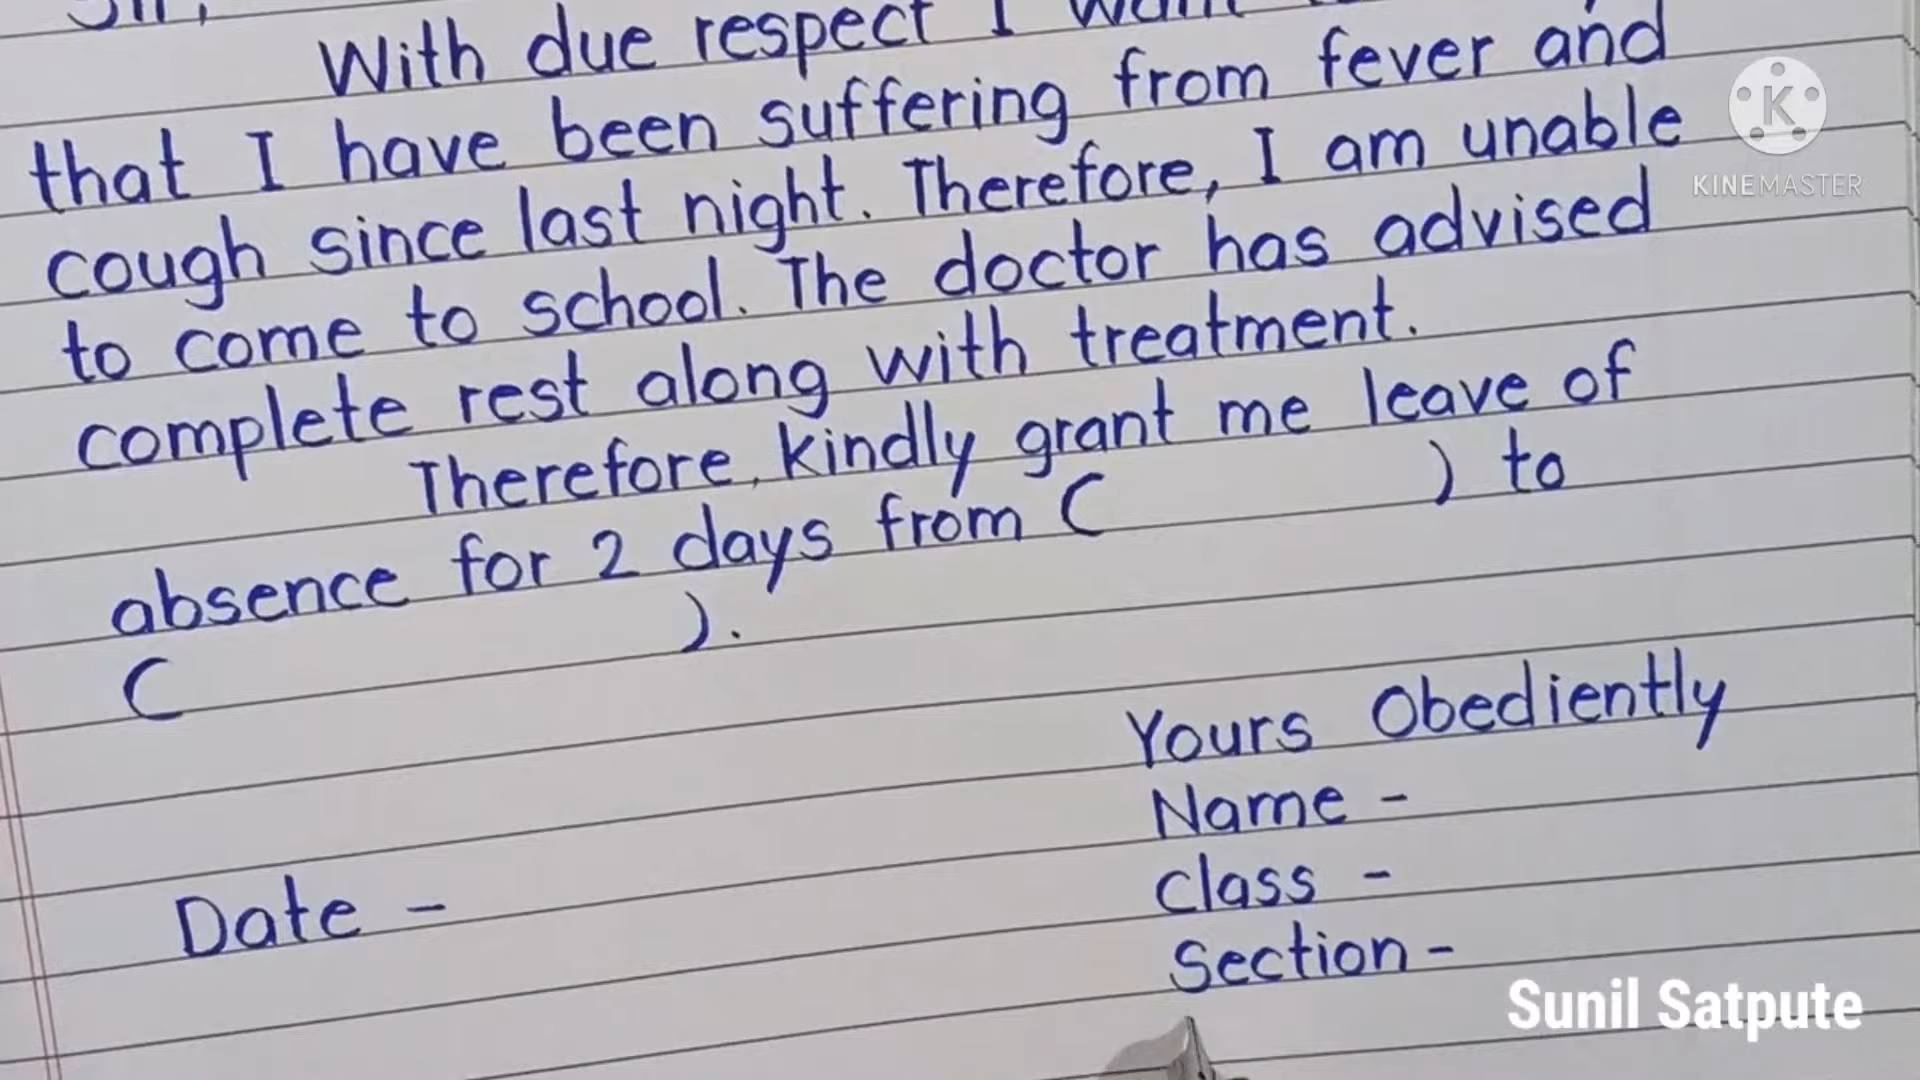 Sir,
With due respect I want
that I have been suffering from fever and
cough since last night. Therefore, I am unable
to come to school. The doctor has advised
complete rest along with treatment.
Therefore, kindly grant me leave of
absence for 2 days from ( ) to
( ).
Yours Obediently
Name -
Class -
Section -
Date -
KINEMASTER
Sunil Satpute